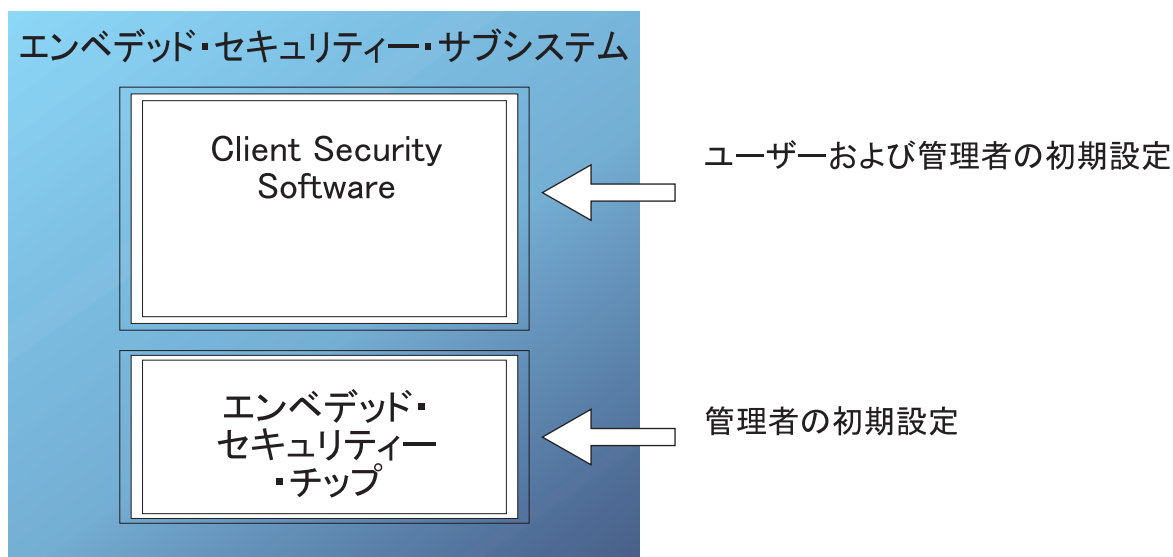 エンベデッド・セキュリティー・サブシステム
Client Security
Software
ユーザーおよび管理者の初期設定
エンベデッド・
セキュリティー
・チップ
管理者の初期設定